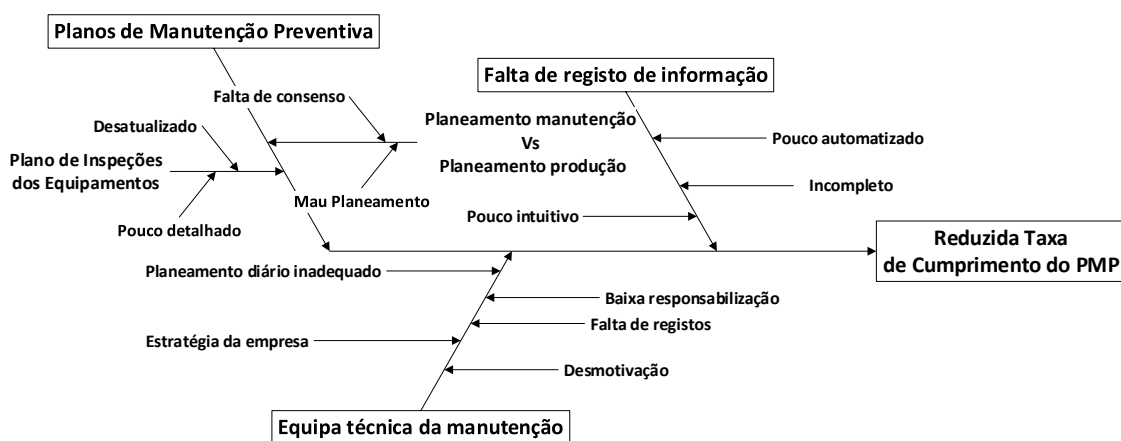 Planos de Manutenção Preventiva
Falta de registo de informação
Falta de consenso
Desatualizado
Planeamento manutenção
Vs
Planeamento produção
Pouco automatizado
Plano de Inspeções
dos Equipamentos
Incompleto
Mau Planeamento
Pouco intuitivo
Pouco detalhado
Reduzida Taxa
de Cumprimento do PMP
Planeamento diário inadequado
Baixa responsabilização
Falta de registos
Estratégia da empresa
Desmotivação
Equipa técnica da manutenção